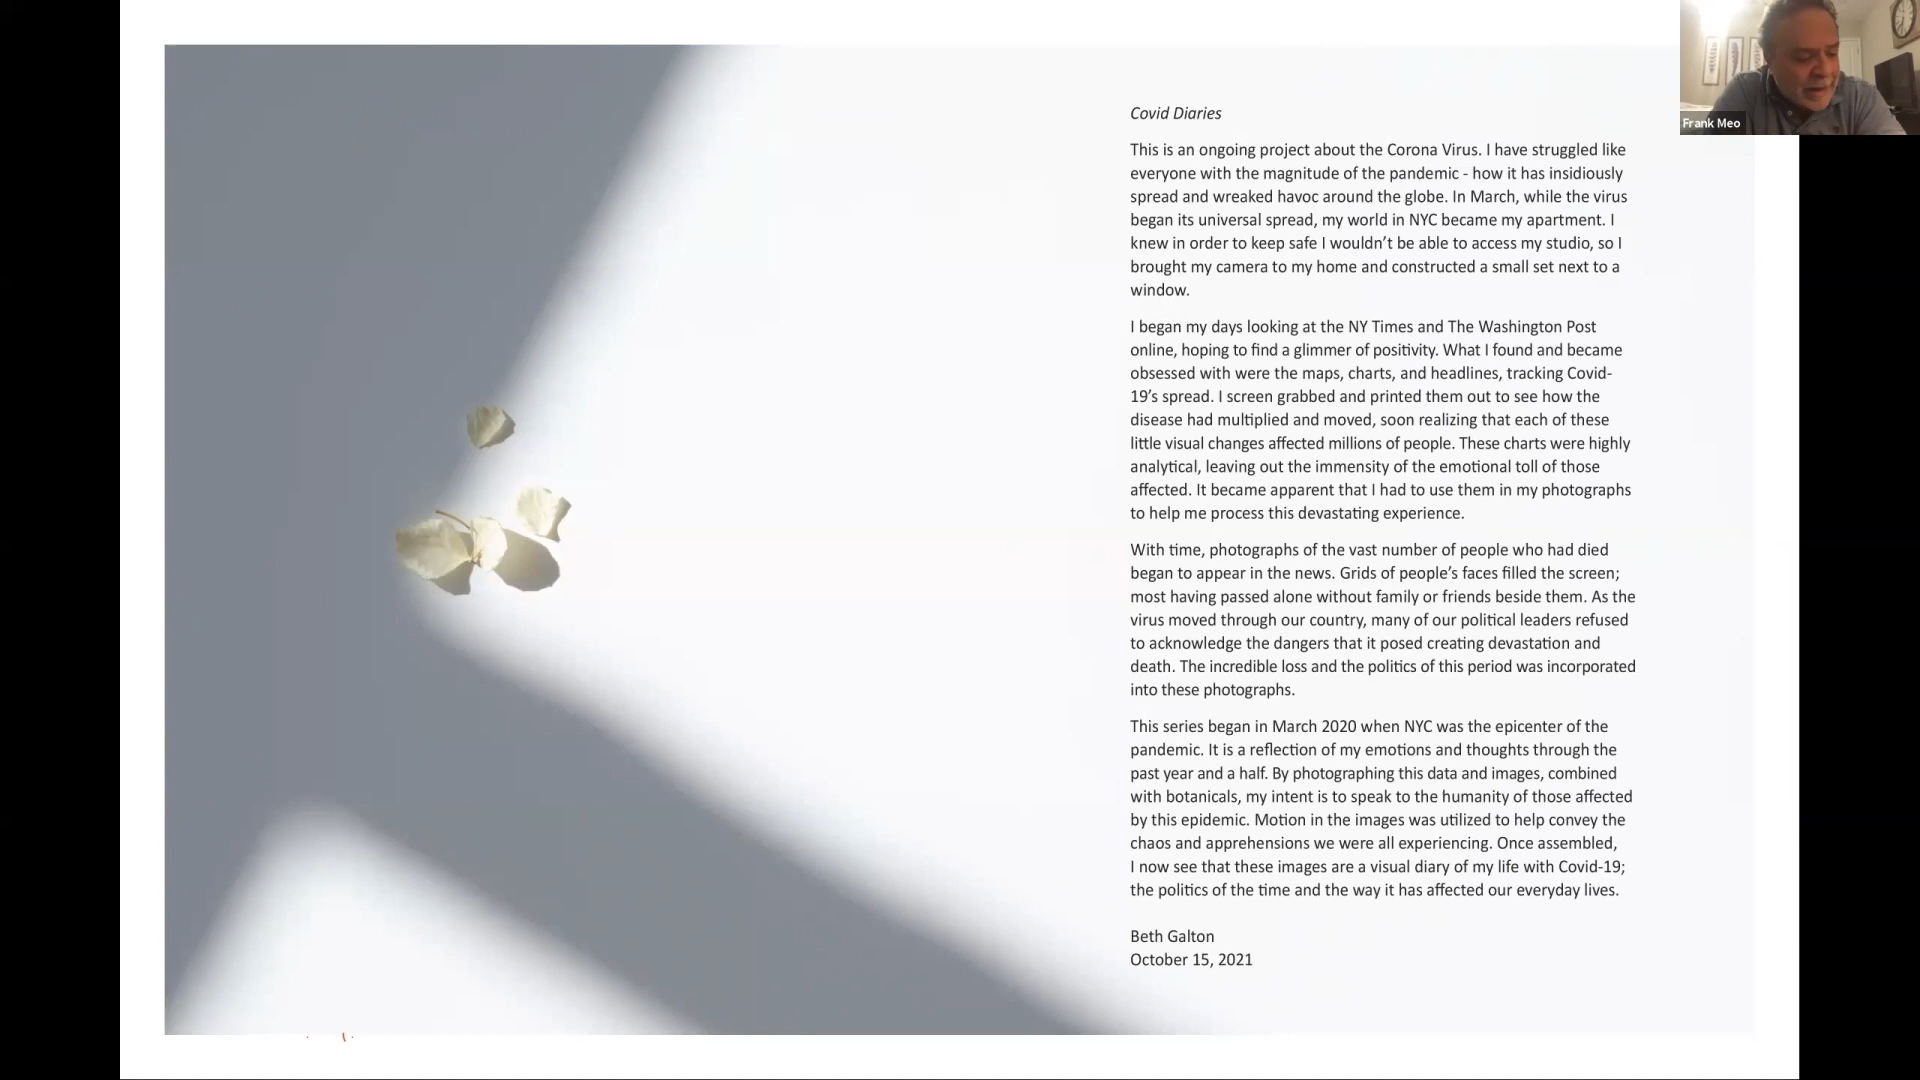 Covid Diaries
This is an ongoing project about the Corona Virus. I have struggled like
everyone with the magnitude of the pandemic - how it has insidiously
spread and wreaked havoc around the globe. In March, while the virus
began its universal spread, my world in NYC became my apartment. I
knew in order to keep safe I wouldn’t be able to access my studio, so I
brought my camera to my home and constructed a small set next to a
window.
I began my days looking at the NY Times and The Washington Post
online, hoping to find a glimmer of positivity. What I found and became
obsessed with were the maps, charts, and headlines, tracking Covid-
19’s spread. I screen grabbed and printed them out to see how the
disease had multiplied and moved, soon realizing that each of these
little visual changes affected millions of people. These charts were highly
analytical, leaving out the immensity of the emotional toll of those
affected. It became apparent that I had to use them in my photographs
to help me process this devastating experience.
With time, photographs of the vast number of people who had died
began to appear in the news. Grids of people’s faces filled the screen;
most having passed alone without family or friends beside them. As the
virus moved through our country, many of our political leaders refused
to acknowledge the dangers that it posed creating devastation and
death. The incredible loss and the politics of this period was incorporated
into these photographs.
This series began in March 2020 when NYC was the epicenter of the
pandemic. It is a reflection of my emotions and thoughts through the
past year and a half. By photographing this data and images, combined
with botanicals, my intent is to speak to the humanity of those affected
by this epidemic. Motion in the images was utilized to help convey the
chaos and apprehensions we were all experiencing. Once assembled,
I now see that these images are a visual diary of my life with Covid-19;
the politics of the time and the way it has affected our everyday lives.
Beth Galton
October 15, 2021
Frank Meo